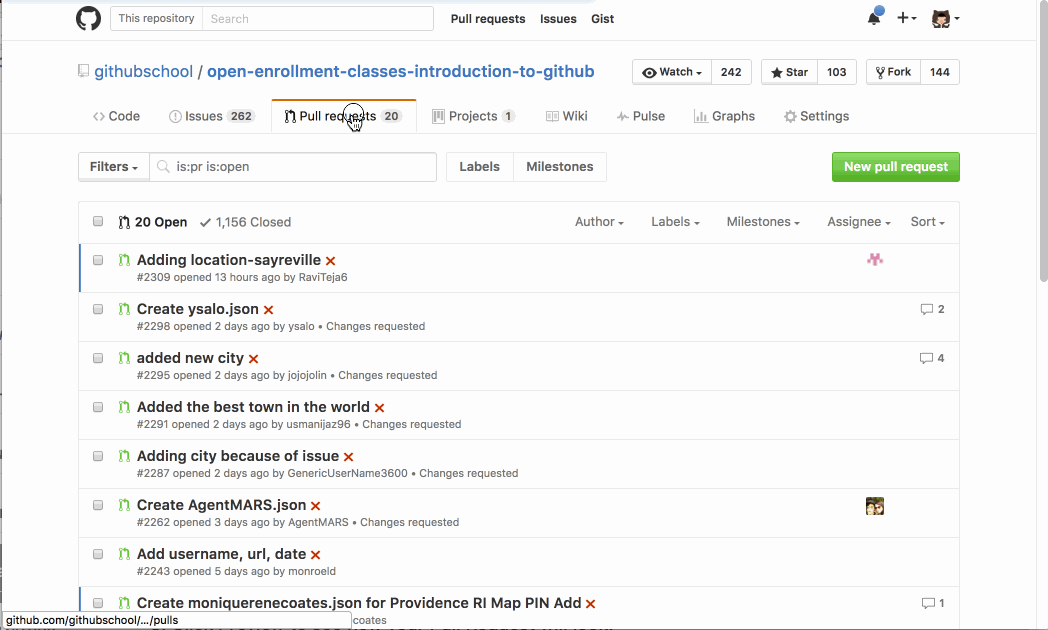 This repository Search Pull requests Issues Gist
githubschool / open-enrollment-classes-introduction-to-github Watch 242 Star 103 Fork 144
Code Issues 262 Pull requests 20 Projects 1 Wiki Pulse Graphs Settings
Filters is:pr is:open Labels Milestones New pull request
20 Open 1,156 Closed Author Labels Milestones Assignee Sort
Adding location-sayreville
#2309 opened 13 hours ago by RaviTeja6
Create ysalo.json 2
#2298 opened 2 days ago by ysalo • Changes requested
added new city 4
#2295 opened 2 days ago by jojojolin • Changes requested
Added the best town in the world
#2291 opened 2 days ago by usmanijaz96 • Changes requested
Adding city because of issue
#2287 opened 2 days ago by GenericUserName3600 • Changes requested
Create AgentMARS.json
#2262 opened 3 days ago by AgentMARS • Changes requested
Add username, url, date
#2243 opened 5 days ago by monroeld
Create moniquerenecoates.json for Providence RI Map PIN Add 1
github.com/githubschool/.../pulls coates